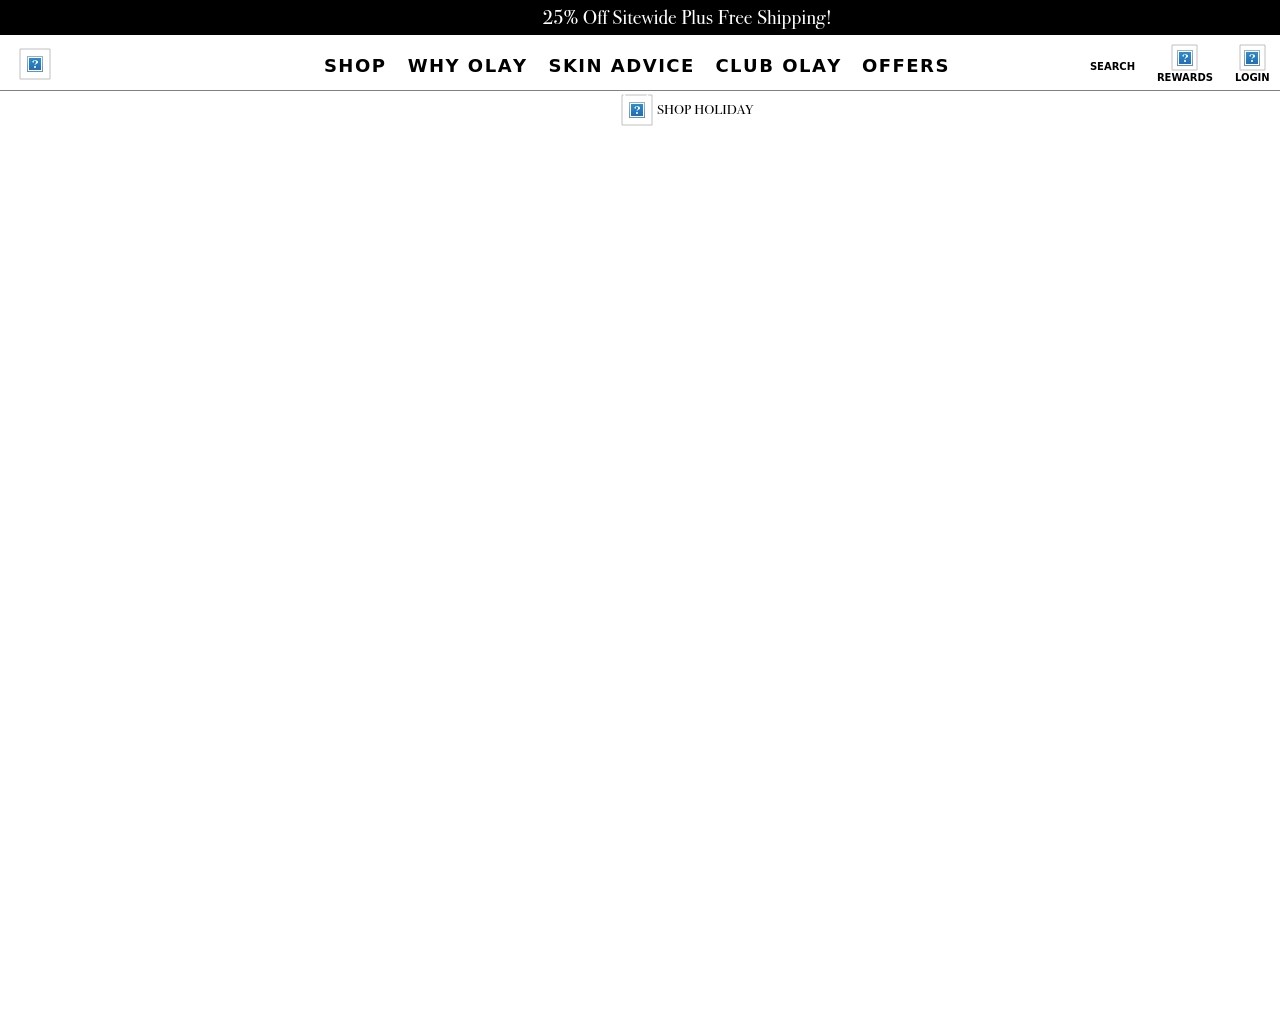 25% Off Sitewide Plus Free Shipping!
SHOP WHY OLAY SKIN ADVICE CLUB OLAY OFFERS
SEARCH
REWARDS
LOGIN
SHOP HOLIDAY